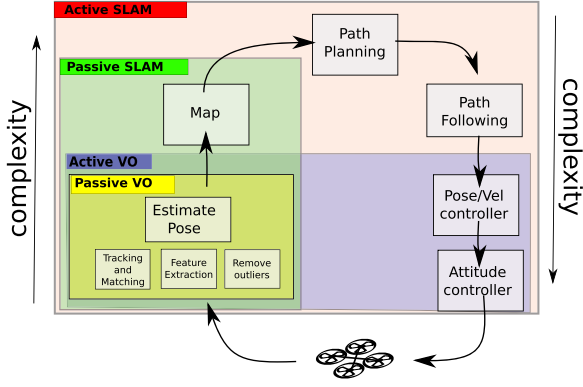 Active SLAM
Path
Planning
Passive SLAM
Map
Path
Following
complexity
complexity
Active VO
Passive VO
Estimate
Pose
Pose/Vel
controller
Tracking
and
Matching
Feature
Extraction
Remove
outliers
Attitude
controller